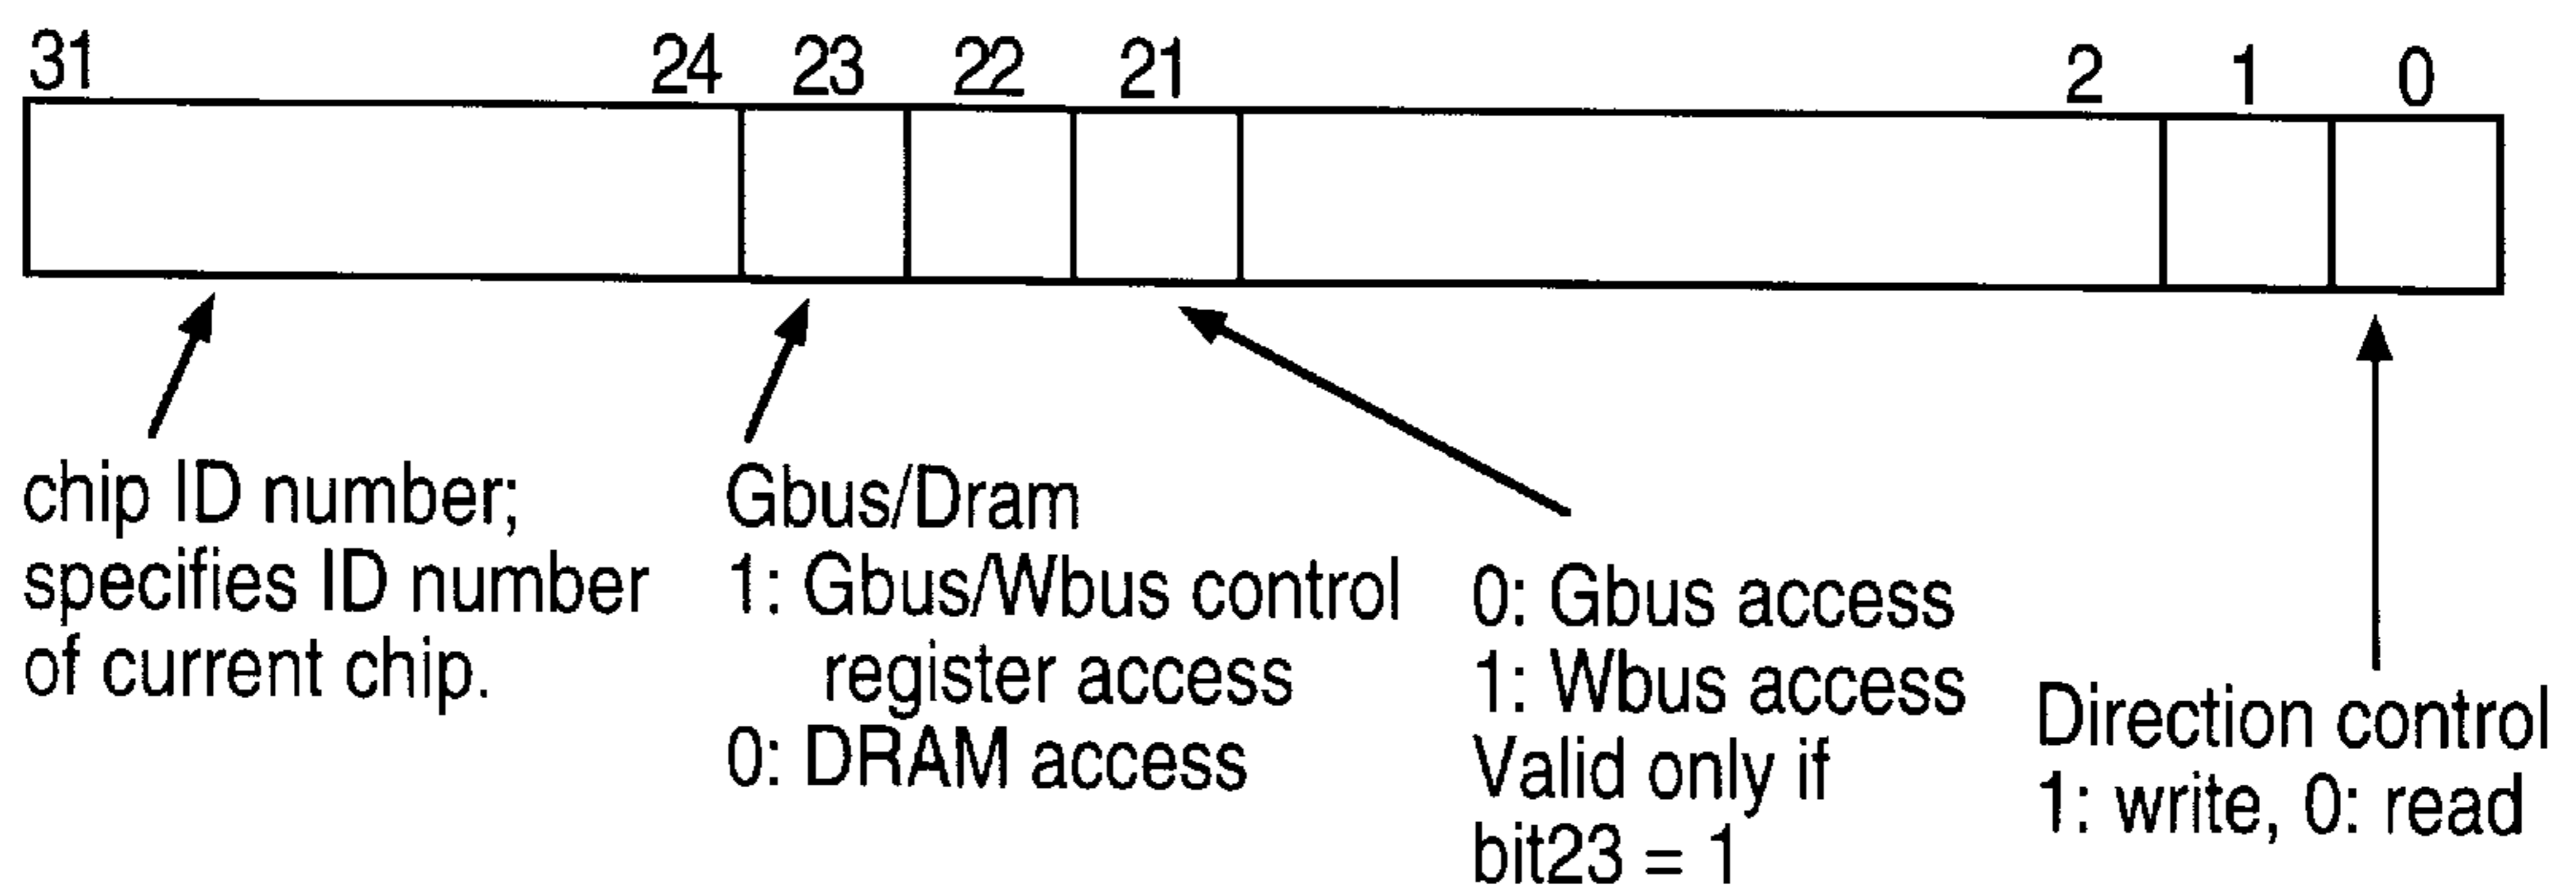 31 24 23 22 21 2 1 0
chip ID number;
specifies ID number
of current chip.
Gbus/Dram
1: Gbus/Wbus control
register access
0: DRAM access
0: Gbus access
1: Wbus access
Valid only if
bit23 = 1
Direction control
1: write, 0: read